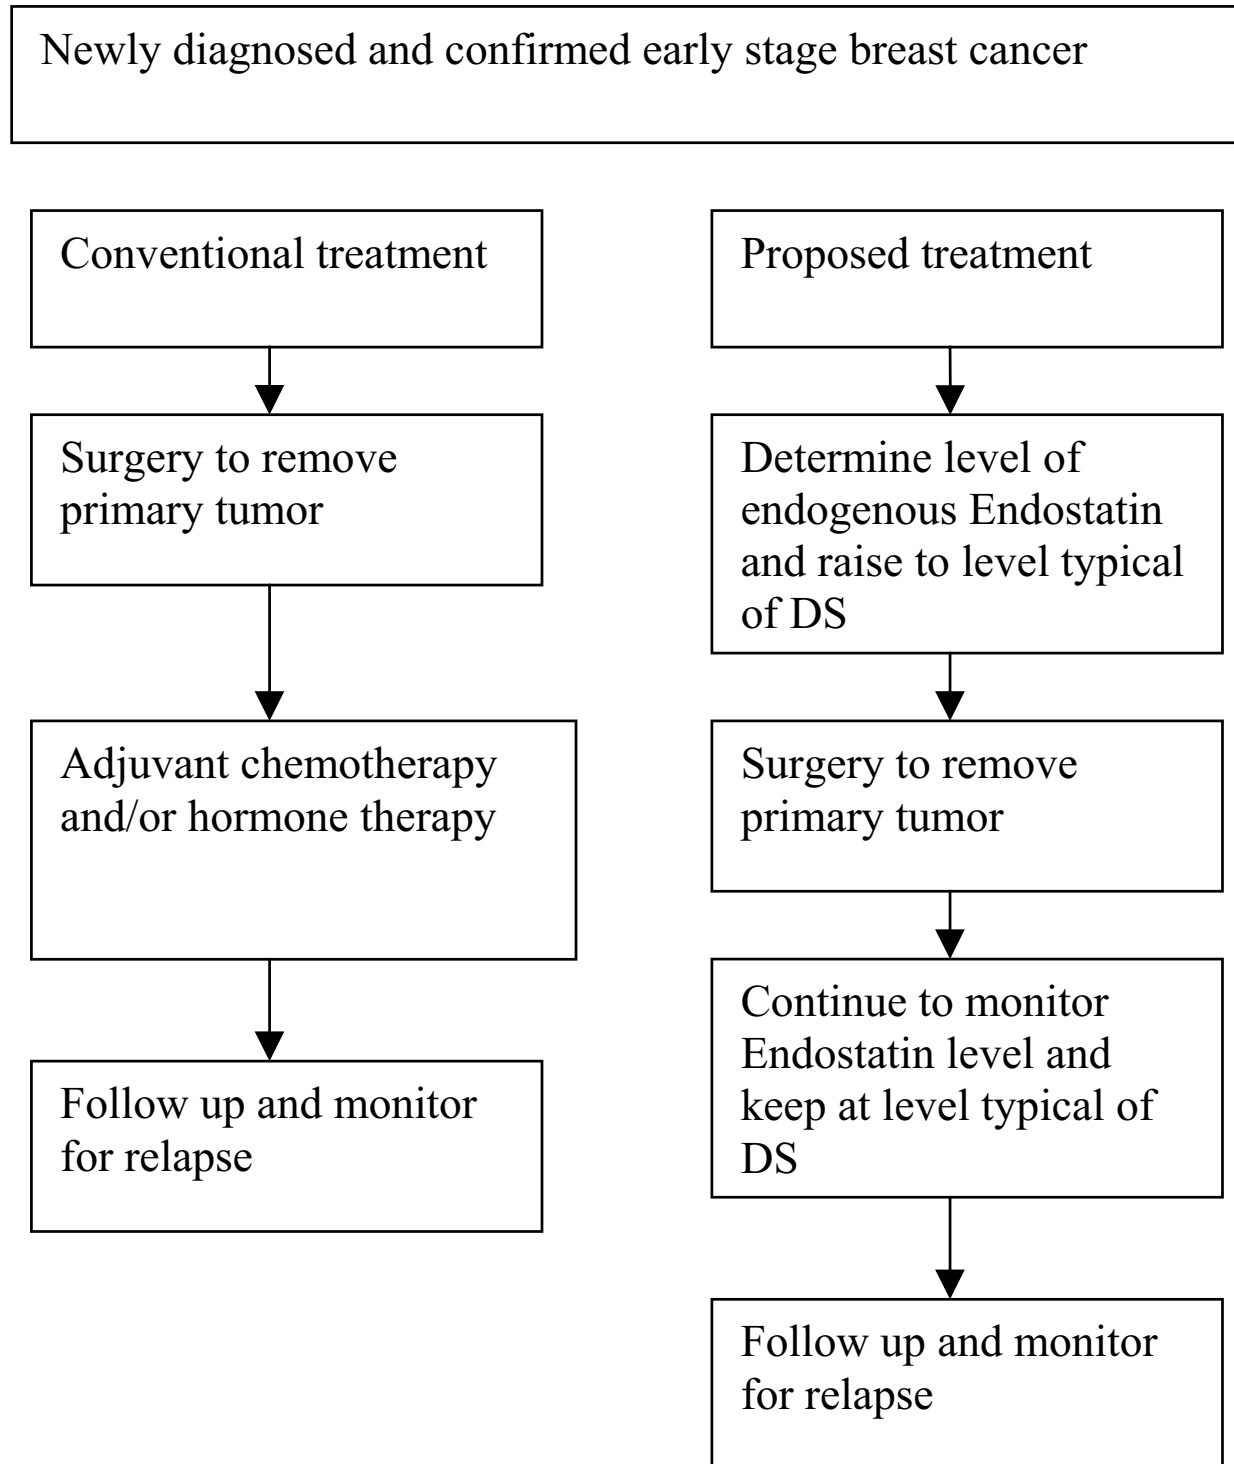 Newly diagnosed and confirmed early stage breast cancer
Conventional treatment
Surgery to remove
primary tumor
Adjuvant chemotherapy
and/or hormone therapy
Follow up and monitor
for relapse
Proposed treatment
Determine level of
endogenous Endostatin
and raise to level typical
of DS
Surgery to remove
primary tumor
Continue to monitor
Endostatin level and
keep at level typical of
DS
Follow up and monitor
for relapse